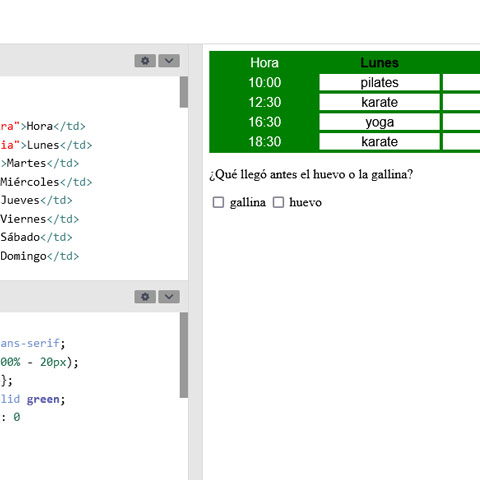 ra">Hora</td>
ia">Lunes</td>
>Martes</td>
Miércoles</td>
Jueves</td>
Viernes</td>
Sábado</td>
Domingo</td>
ans-serif;
00% - 20px);
};
lid green;
: 0
Hora Lunes
10:00 pilates
12:30 karate
16:30 yoga
18:30 karate
¿Qué llegó antes el huevo o la gallina?
gallina huevo